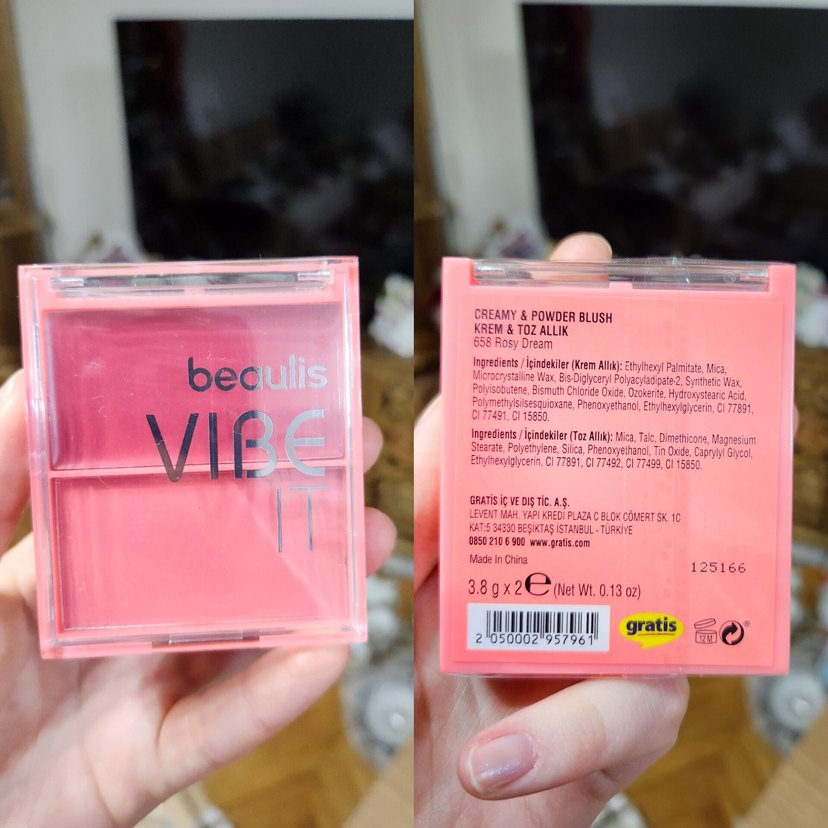 beaulis
VIBE
IT
CREAMY & POWDER BLUSH
KREM & TOZ ALLIK
658 Rosy Dream
Ingredients / İçindekiler (Krem Allık): Ethylhexyl Palmitate, Mica,
Microcrystalline Wax, Bis-Diglyceryl Polyacyladipate-2, Synthetic Wax,
Polyisobutene, Bismuth Chloride Oxide, Ozokerite, Hydroxystearic Acid,
Polymethylsilsesquioxane, Phenoxyethanol, Ethylhexylglycerin, CI 77891,
CI 77491, CI 15850.
Ingredients / İçindekiler (Toz Allık): Mica, Talc, Dimethicone, Magnesium
Stearate, Polyethylene, Silica, Phenoxyethanol, Tin Oxide, Caprylyl Glycol,
Ethylhexylglycerin, CI 77891, CI 77492, CI 77499, CI 15850.
GRATİS İÇ VE DIŞ TİC. A.Ş.
LEVENT MAH. YAPI KREDİ PLAZA C BLOK CÖMERT SK. 1C
KAT:5 34330 BEŞİKTAŞ İSTANBUL - TÜRKİYE
0850 210 6 900 www.gratis.com
Made In China
125166
3.8 g x 2 e (Net Wt. 0.13 oz)
2 050002 957961
gratis
12 M